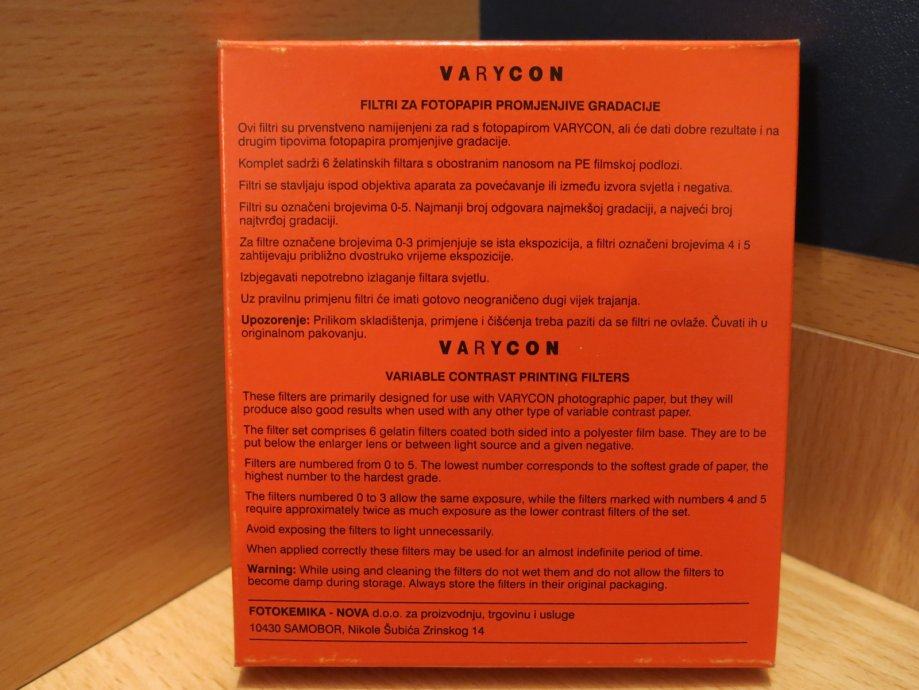 VARYCON
FILTRI ZA FOTOPAPIR PROMJENJIVE GRADACIJE
Ovi filtri su prvenstveno namijenjeni za rad s fotopapirom VARYCON, ali će dati dobre rezultate i na
drugim tipovima fotopapira promjenjive gradacije.
Komplet sadrži 6 želatinskih filtara s obostranim nanosom na PE filmskoj podlozi.
Filtri se stavljaju ispod objektiva aparata za povećavanje ili između izvora svjetla i negativa.
Filtri su označeni brojevima 0-5. Najmanji broj odgovara najmekšoj gradaciji, a najveći broj
najtvrđoj gradaciji.
Za filtre označene brojevima 0-3 primjenjuje se ista ekspozicija, a filtri označeni brojevima 4 i 5
zahtijevaju približno dvostruko vrijeme ekspozicije.
Izbjegavati nepotrebno izlaganje filtara svjetlu.
Uz pravilnu primjenu filtri će imati gotovo neograničeno dugi vijek trajanja.
Upozorenje: Prilikom skladištenja, primjene i čišćenja treba paziti da se filtri ne ovlaže. Čuvati ih u
originalnom pakovanju.
VARYCON
VARIABLE CONTRAST PRINTING FILTERS
These filters are primarily designed for use with VARYCON photographic paper, but they will
produce also good results when used with any other type of variable contrast paper.
The filter set comprises 6 gelatin filters coated both sided into a polyester film base. They are to be
put below the enlarger lens or between light source and a given negative.
Filters are numbered from 0 to 5. The lowest number corresponds to the softest grade of paper, the
highest number to the hardest grade.
The filters numbered 0 to 3 allow the same exposure, while the filters marked with numbers 4 and 5
require approximately twice as much exposure as the lower contrast filters of the set.
Avoid exposing the filters to light unnecessarily.
When applied correctly these filters may be used for an almost indefinite period of time.
Warning: While using and cleaning the filters do not wet them and do not allow the filters to
become damp during storage. Always store the filters in their original packaging.
FOTOKEMIKA - NOVA d.o.o. za proizvodnju, trgovinu i usluge
10430 SAMOBOR, Nikole Šubića Zrinskog 14